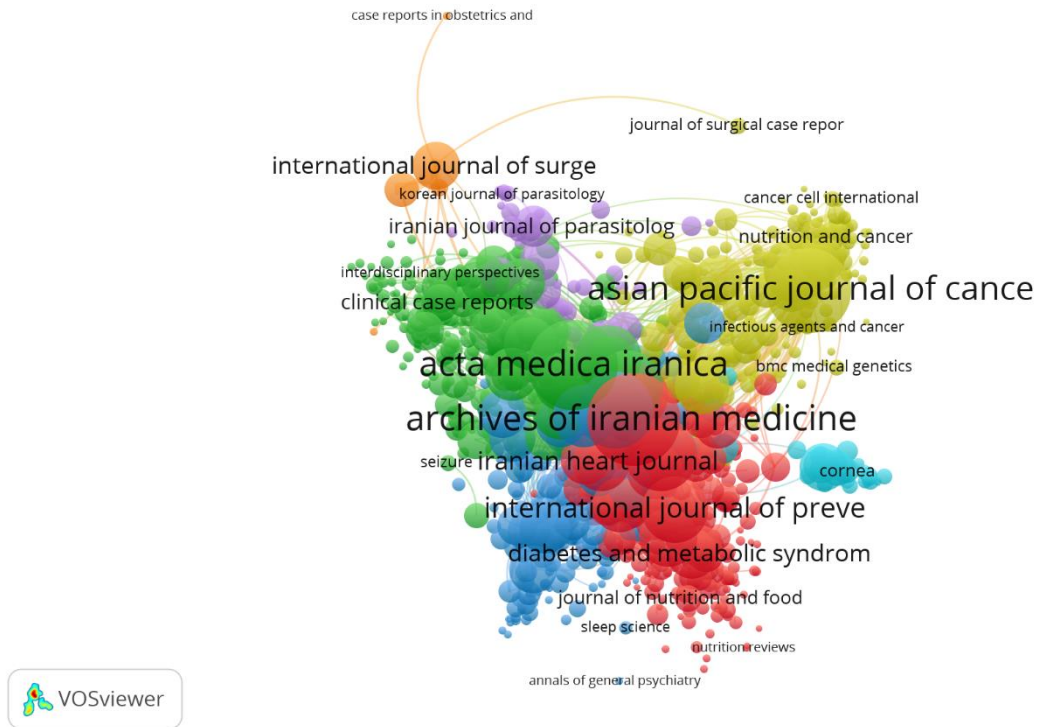 case reports in obstetrics and
journal of surgical case repor
international journal of surge
korean journal of parasitology
cancer cell international
iranian journal of parasitolog
nutrition and cancer
interdisciplinary perspectives
asian pacific journal of cance
clinical case reports
infectious agents and cancer
acta medica iranica
bmc medical genetics
archives of iranian medicine
seizure
iranian heart journal
cornea
international journal of preve
diabetes and metabolic syndrom
journal of nutrition and food
sleep science
nutrition reviews
annals of general psychiatry
VOSviewer